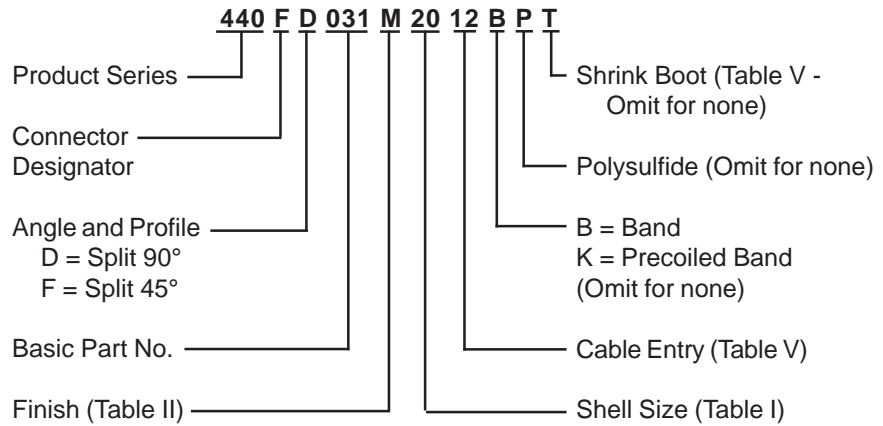 440 F D 031 M 20 12 B P T
Product Series
Connector
Designator
Angle and Profile
D = Split 90°
F = Split 45°
Basic Part No.
Finish (Table II)
Shrink Boot (Table V -
Omit for none)
Polysulfide (Omit for none)
B = Band
K = Precoiled Band
(Omit for none)
Cable Entry (Table V)
Shell Size (Table I)